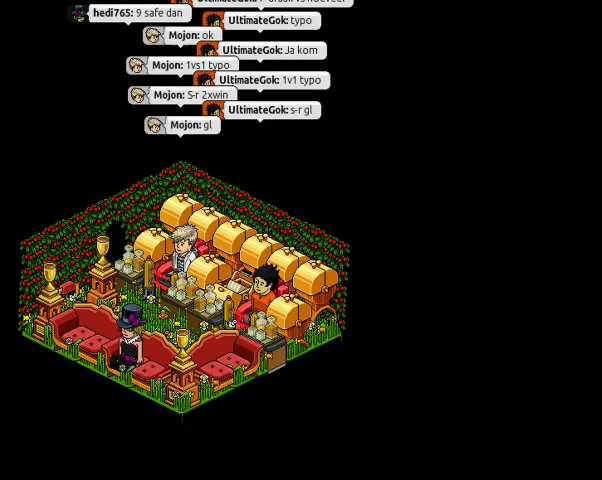 UltimateGok:
hedi765: 9 safe dan
UltimateGok: typo
Mojon: ok
UltimateGok: Ja kom
Mojon: 1vs1 typo
UltimateGok: 1v1 typo
Mojon: S-r 2xwin
UltimateGok: s-r gl
Mojon: gl